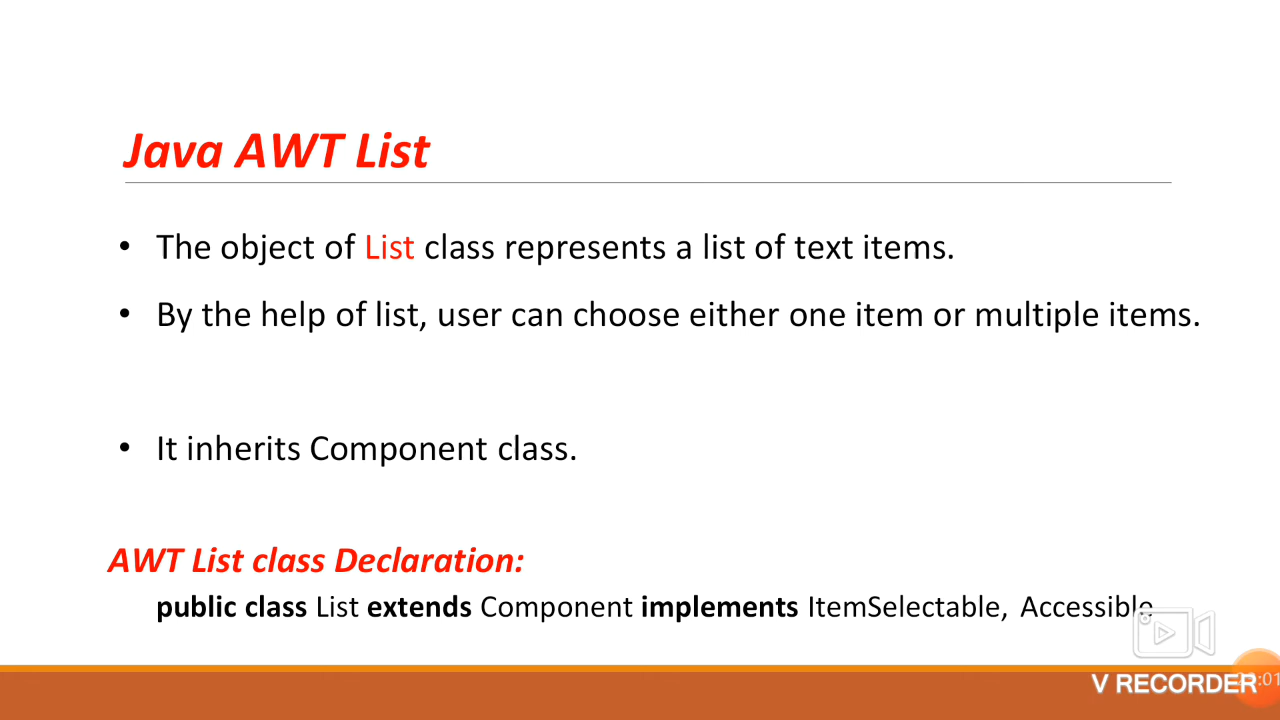 Java AWT List
• The object of List class represents a list of text items.
• By the help of list, user can choose either one item or multiple items.
• It inherits Component class.
AWT List class Declaration:
public class List extends Component implements ItemSelectable, Accessible
V RECORDER